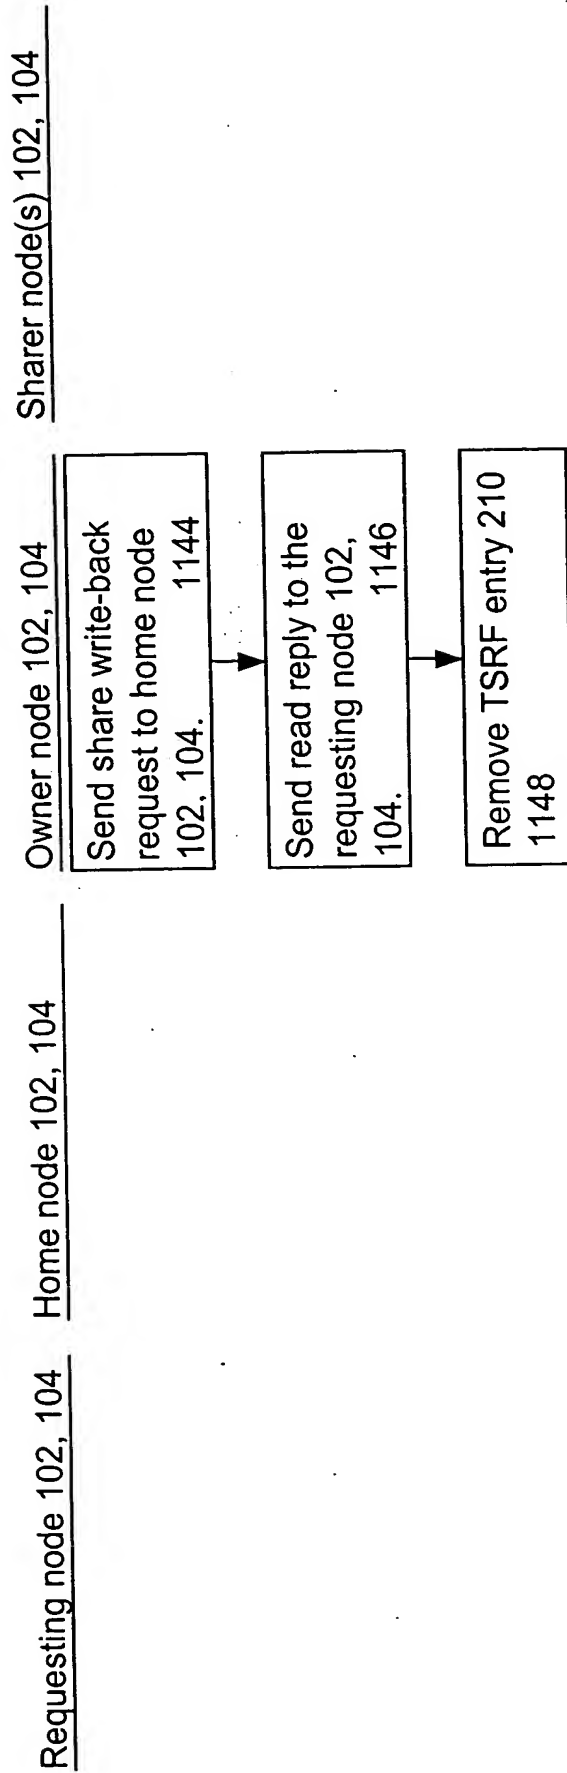 Requesting node 102, 104
Home node 102, 104
Owner node 102, 104
Sharer node(s) 102, 104
Send share write-back
request to home node
102, 104. 1144
Send read reply to the
requesting node 102,
104. 1146
Remove TSRF entry 210
1148